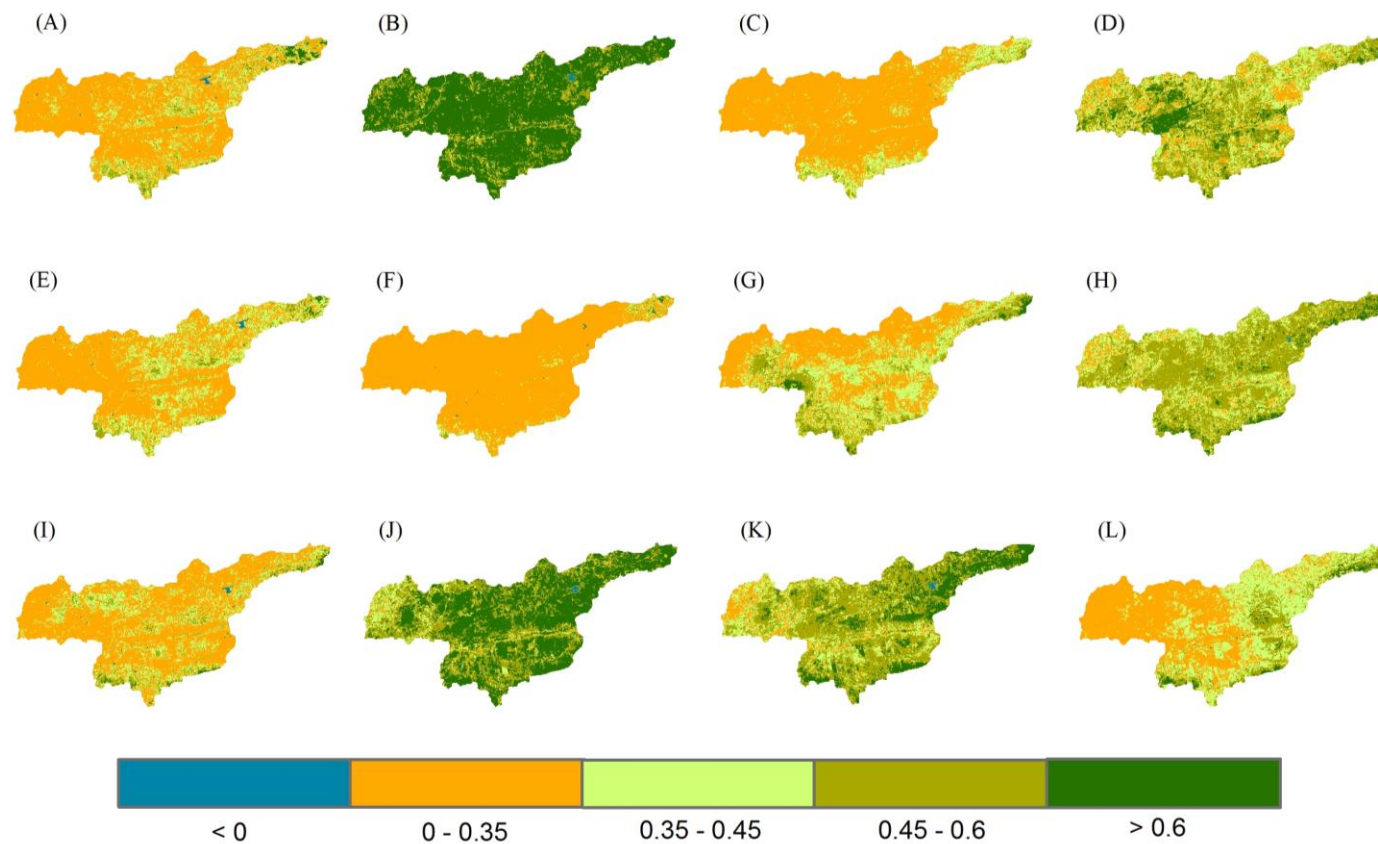 (A) (B) (C) (D)
(E) (F) (G) (H)
(I) (J) (K) (L)
< 0 0 - 0.35 0.35 - 0.45 0.45 - 0.6 > 0.6